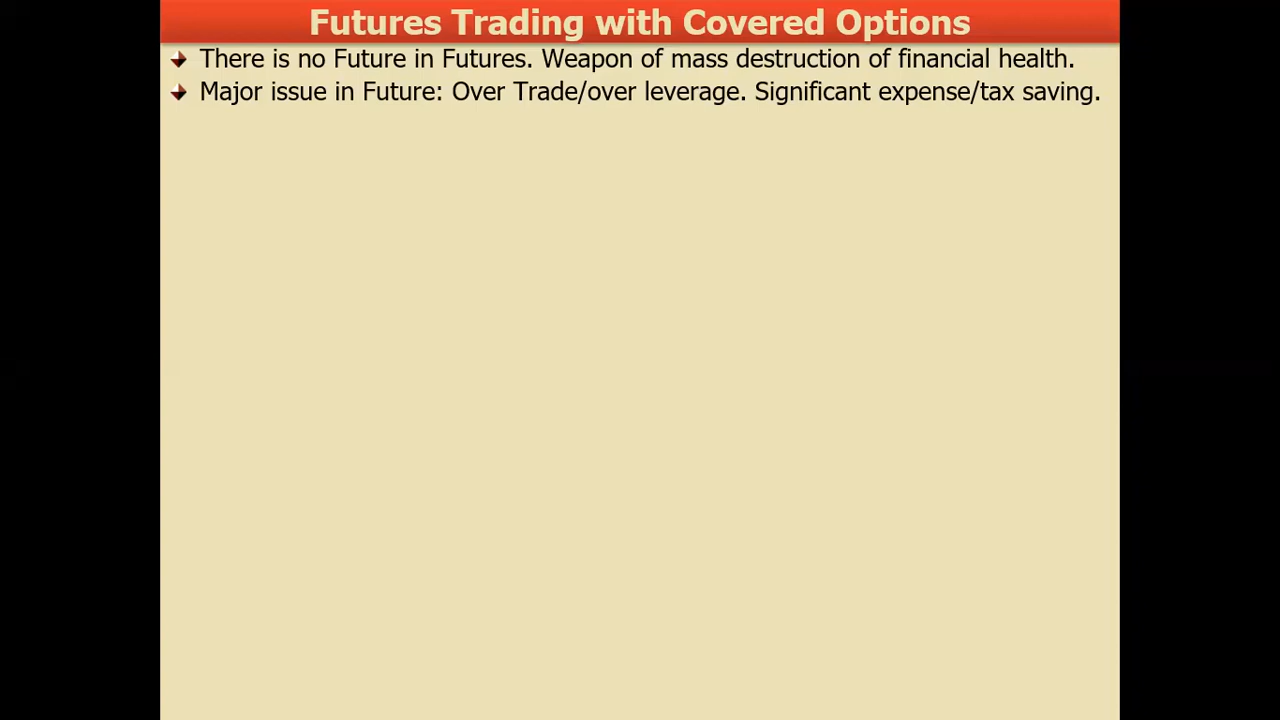 Futures Trading with Covered Options
There is no Future in Futures. Weapon of mass destruction of financial health.
Major issue in Future: Over Trade/over leverage. Significant expense/tax saving.